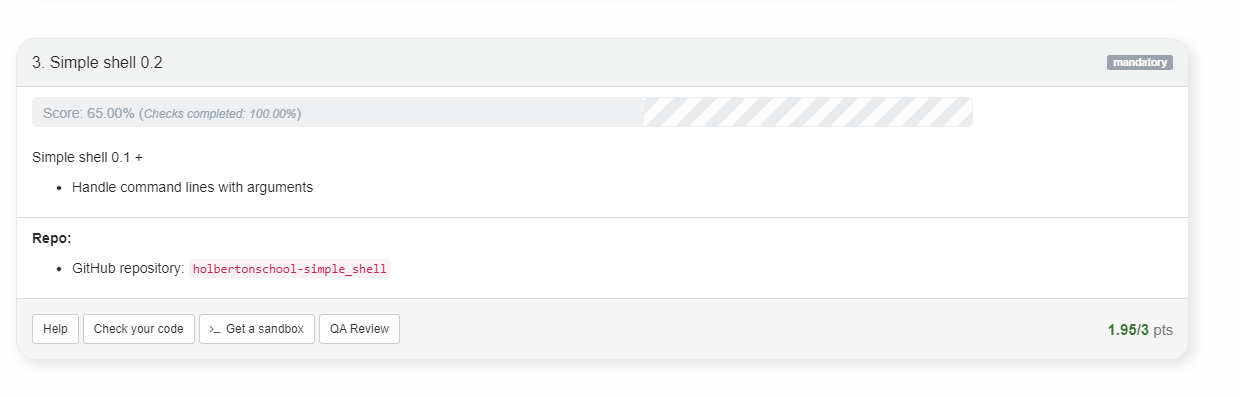 3. Simple shell 0.2
mandatory
Score: 65.00% (Checks completed: 100.00%)
Simple shell 0.1 +
• Handle command lines with arguments
Repo:
• GitHub repository: holbertonschool-simple_shell
Help
Check your code
>_ Get a sandbox
QA Review
1.95/3 pts